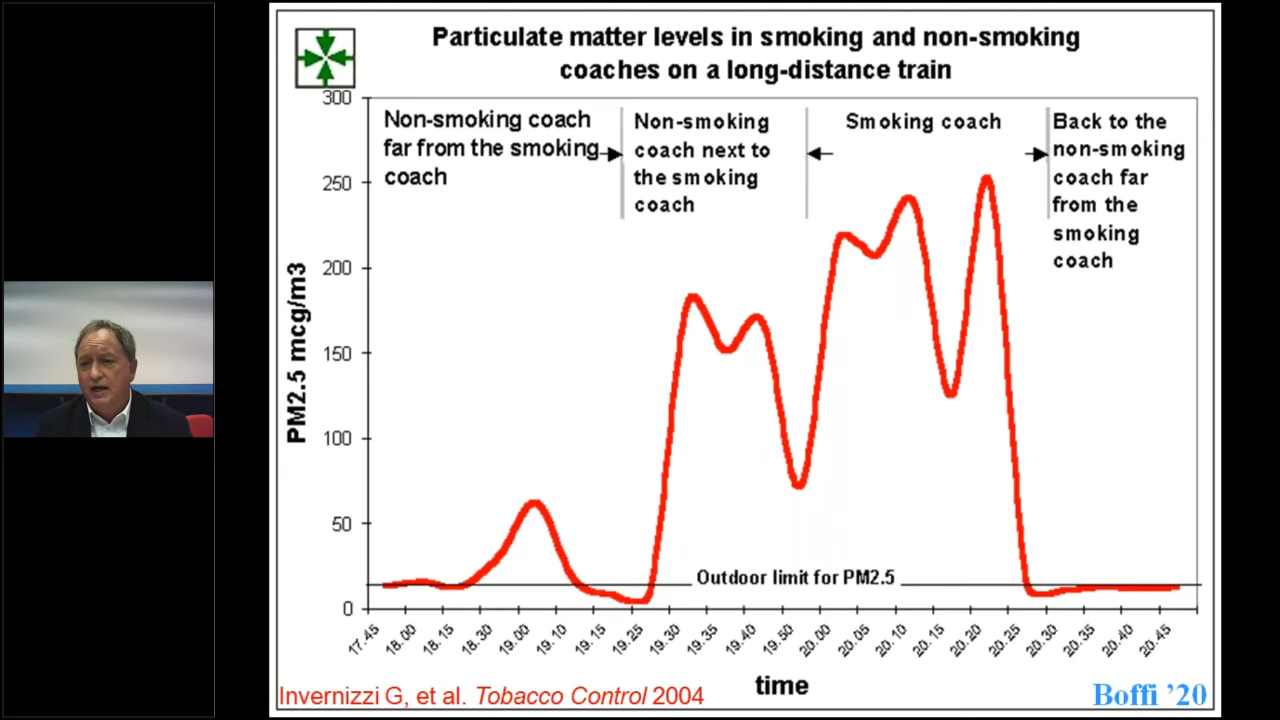 Particulate matter levels in smoking and non-smoking
coaches on a long-distance train
Non-smoking coach
far from the smoking
coach
Non-smoking
coach next to
the smoking
coach
Smoking coach
Back to the
non-smoking
coach far
from the
smoking
coach
PM2.5 mcg/m3
300
250
200
150
100
50
0
Outdoor limit for PM2.5
17.45
18.00
18.15
18.30
19.00
19.10
19.15
19.25
19.30
19.35
19.40
19.50
20.00
20.05
20.10
20.15
20.20
20.25
20.30
20.35
20.40
20.45
time
Invernizzi G, et al. Tobacco Control 2004
Boffi ’20